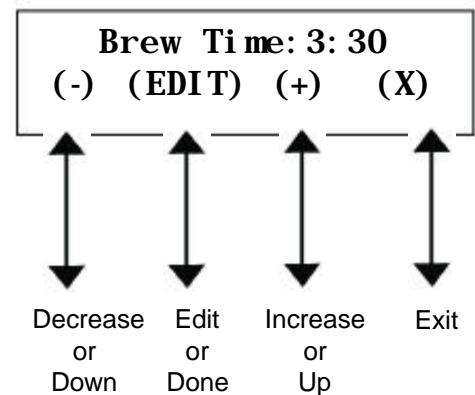 Brew Time:3:30
(-) (EDIT) (+) (X)
Decrease or Down
Edit or Done
Increase or Up
Exit